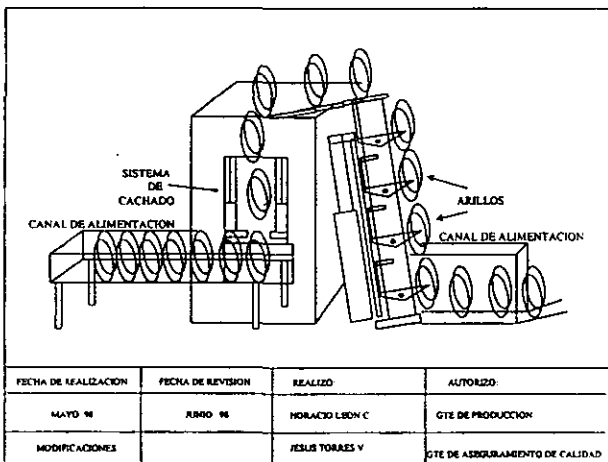 SISTEMA
DE
CACHADO
CANAL DE ALIMENTACION
ARILLOS
CANAL DE ALIMENTACION
FECHA DE REALIZACION
FECHA DE REVISION
REALIZO:
AUTORIZO:
MAYO 98
JUNIO 98
HORACIO LEON C
GTE DE PRODUCCION
MODIFICACIONES
JESUS TORRES V
GTE DE ASEGURAMIENTO DE CALIDAD